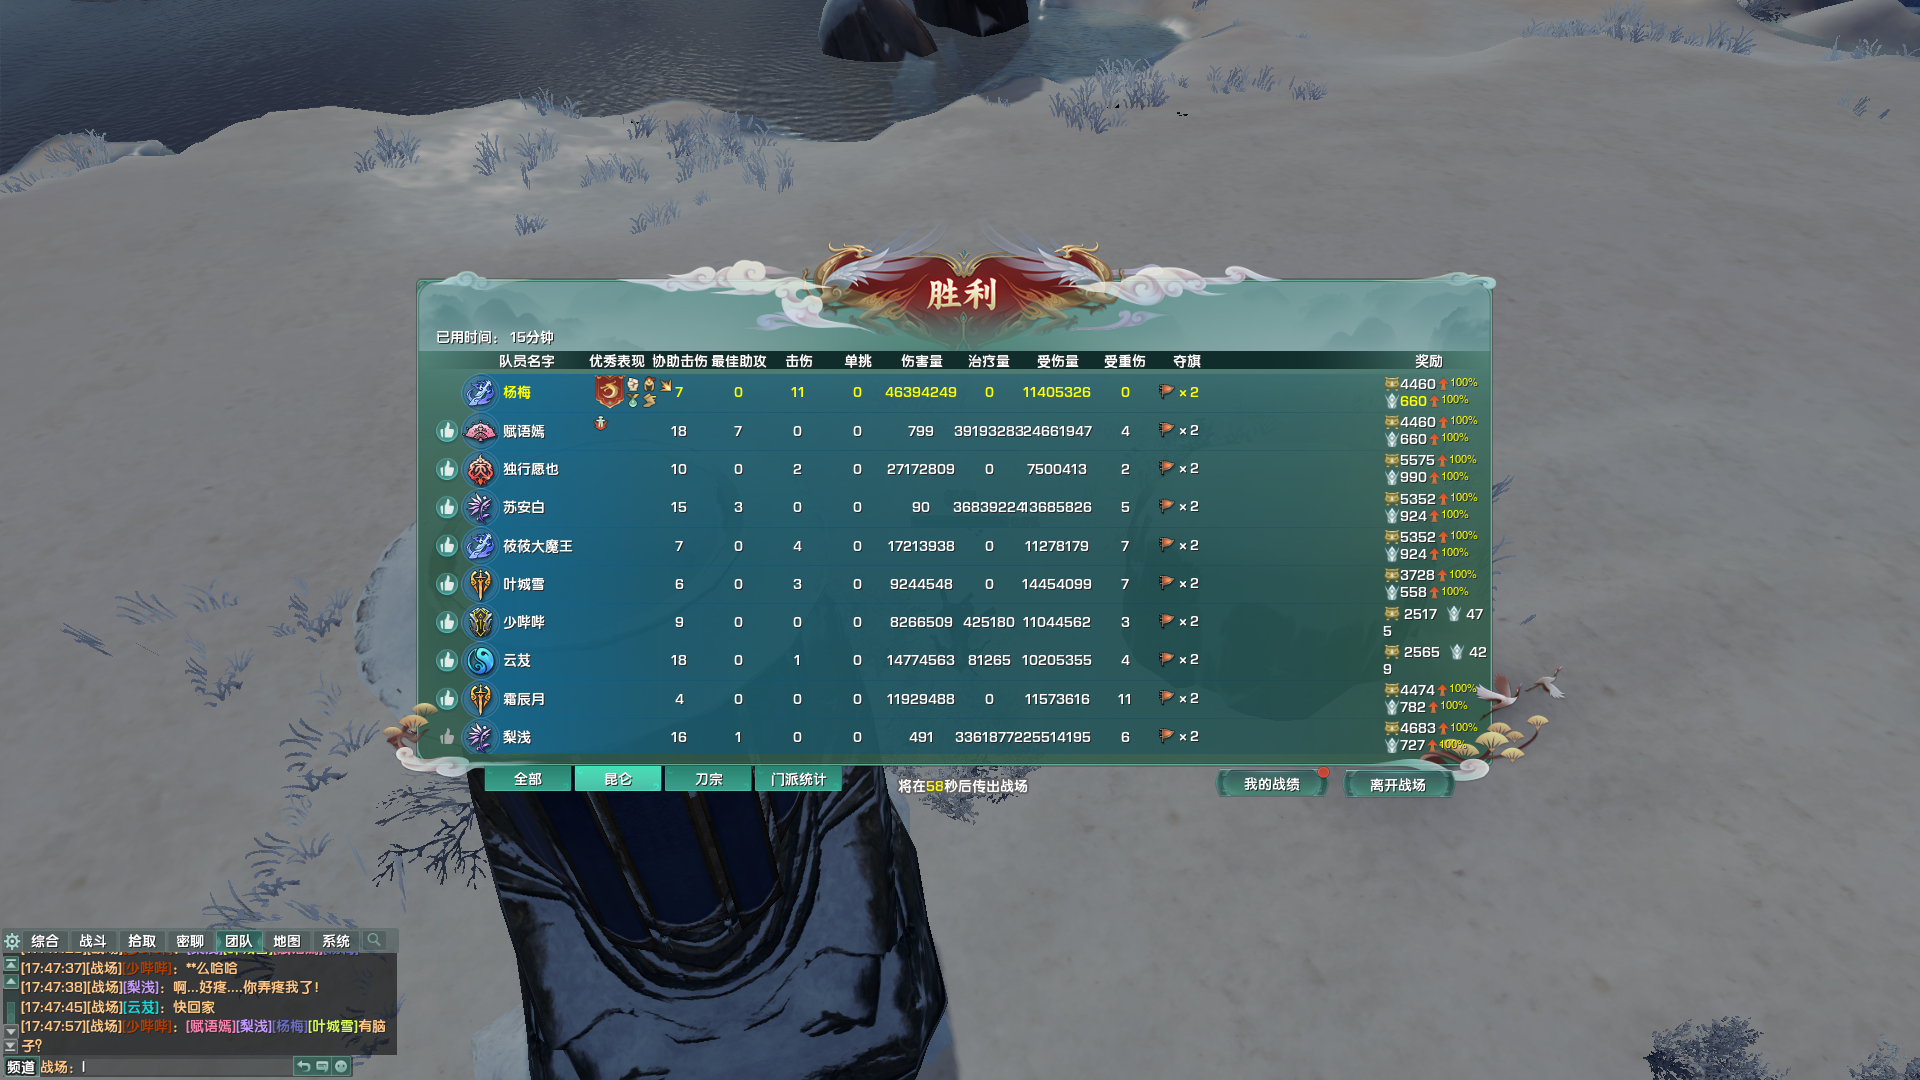 胜利
已用时间： 15分钟
队员名字 优秀表现 协助击伤 最佳助攻 击伤 单挑 伤害量 治疗量 受伤量 受重伤 夺旗 奖励
杨梅 7 0 11 0 46394249 0 11405326 0 ×2 4460 100% 660 100%
赋语嫣 18 7 0 0 799 39193283 24661947 4 ×2 4460 100% 660 100%
独行愿也 10 0 2 0 27172809 0 7500413 2 ×2 5575 100% 990 100%
苏安白 15 3 0 0 90 36839224 13685826 5 ×2 5352 100% 924 100%
莜莜大魔王 7 0 4 0 17213938 0 11278179 7 ×2 5352 100% 924 100%
叶城雪 6 0 3 0 9244548 0 14454099 7 ×2 3728 100% 558 100%
少哔哔 9 0 0 0 8266509 425180 11044562 3 ×2 2517 475
云芨 18 0 1 0 14774563 81265 10205355 4 ×2 2565 429
霜辰月 4 0 0 0 11929488 0 11573616 11 ×2 4474 100% 782 100%
梨浅 16 1 0 0 491 33618772 25514195 6 ×2 4683 100% 727 100%
全部 昆仑 刀宗 门派统计 将在58秒后传出战场 我的战绩 离开战场
综合 战斗 拾取 密聊 团队 地图 系统
[17:47:37][战场][少哔哔]：**么哈哈
[17:47:38][战场][梨浅]：啊...好疼....你弄疼我了！
[17:47:45][战场][云芨]：快回家
[17:47:57][战场][少哔哔]：[赋语嫣][梨浅][杨梅][叶城雪]有脑
子？
频道 战场：